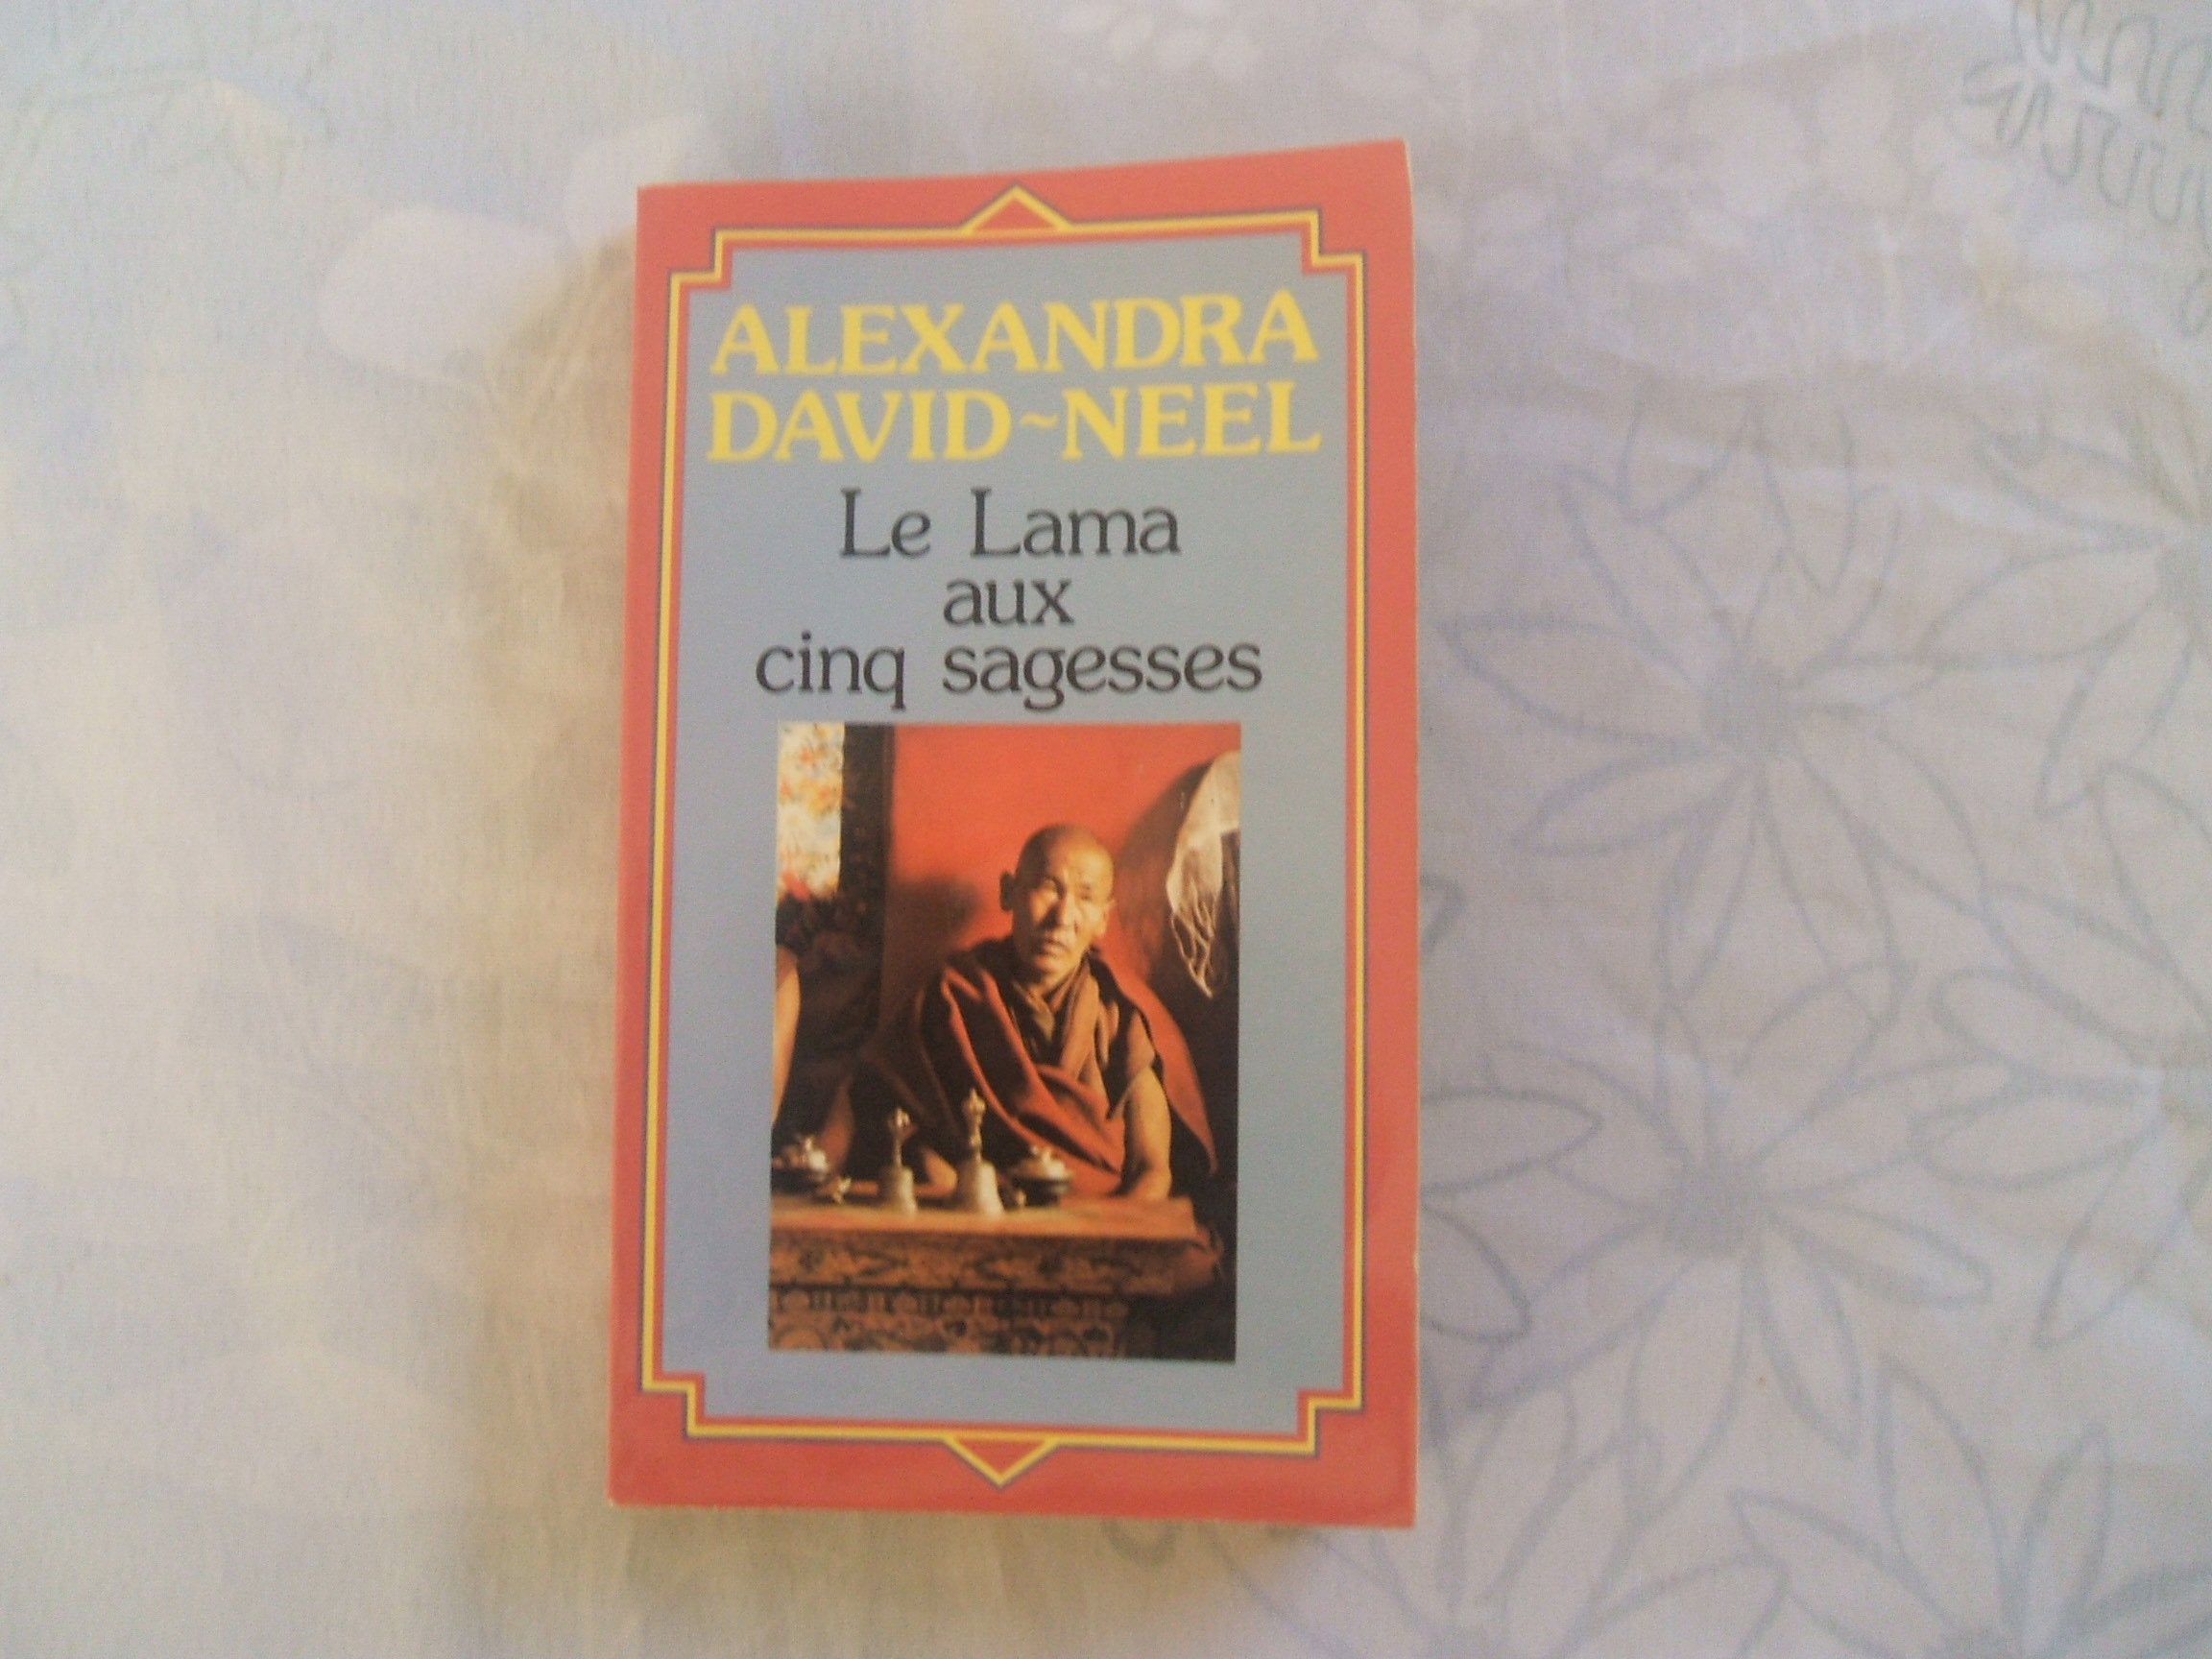 ALEXANDRA
DAVID~NEEL
Le Lama
aux
cinq sagesses